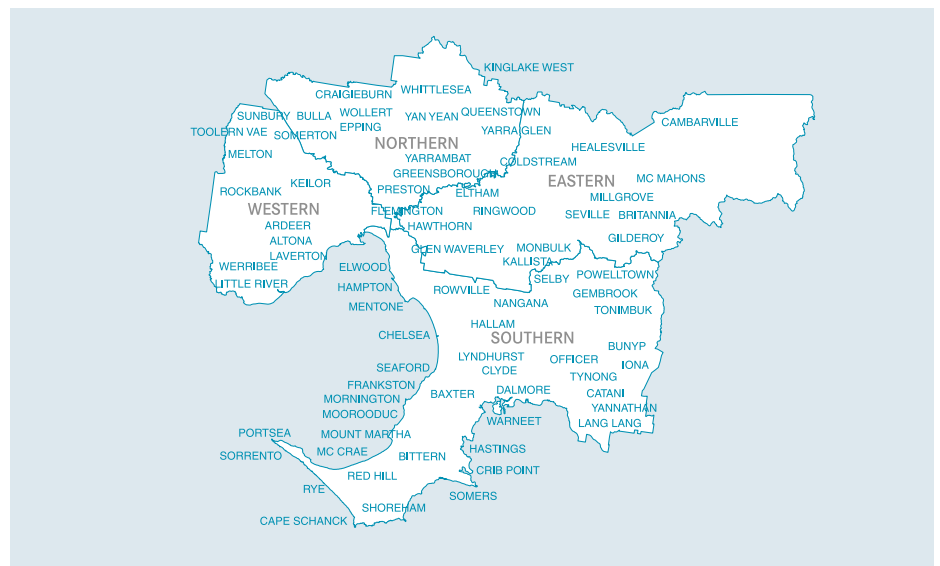 KINGLAKE WEST
WHITTLESEA
CRAIGIEBURN
SUNBURY
BULLA
WOLLERT
YAN YEAN
QUEENSTOWN
CAMBARVILLE
TOOLERN VAE
SOMERTON
EPPING
YARRA GLEN
NORTHERN
HEALESVILLE
MELTON
YARRAMBAT
COLDSTREAM
GREENSBOROUGH
MC MAHONS
EASTERN
ROCKBANK
KEILOR
PRESTON
ELTHAM
MILLGROVE
WESTERN
FLEMINGTON
RINGWOOD
SEVILLE
BRITANNIA
ARDEER
HAWTHORN
ALTONA
GILDEROY
LAVERTON
GLEN WAVERLEY
MONBULK
WERRIBEE
ELWOOD
KALLISTA
LITTLE RIVER
SELBY
POWELLTOWN
HAMPTON
ROWVILLE
GEMBROOK
MENTONE
NANGANA
TONIMBUK
HALLAM
CHELSEA
SOUTHERN
BUNYP
LYNDHURST
OFFICER
IONA
SEAFORD
CLYDE
TYNONG
FRANKSTON
BAXTER
DALMORE
CATANI
MORNINGTON
YANNATHAN
MOOROODUC
WARNEET
LANG LANG
PORTSEA
MOUNT MARTHA
SORRENTO
MC CRAE
BITTERN
HASTINGS
RED HILL
CRIB POINT
RYE
SOMERS
SHOREHAM
CAPE SCHANCK